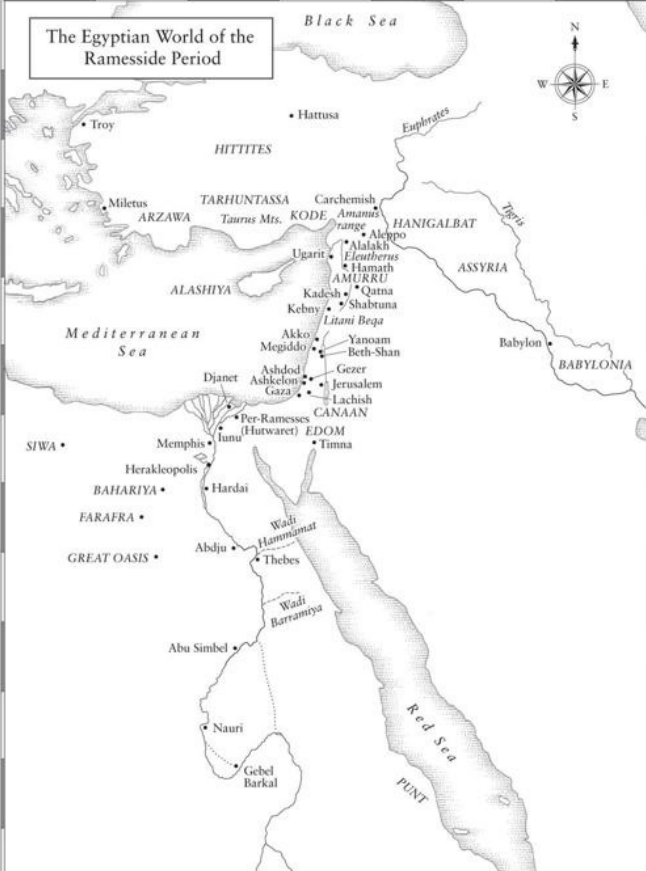 The Egyptian World of the
Ramesside Period
Black Sea
N
W
E
S
Troy
Hattusa
Euphrates
HITTITES
Miletus
ARZAWA
TARHUNTASSA
Taurus Mts.
KODE
Carchemish
Amanus
range
HANIGALBAT
Tigris
Aleppo
Alalakh
Ugarit
Eleutherus
Hamath
ASSYRIA
AMURRU
ALASHIYA
Kadesh
Qatna
Kebny
Shabtuna
Litani Beqa
Mediterranean
Sea
Akko
Megiddo
Yanoam
Beth-Shan
Babylon
BABYLONIA
Djanet
Ashdod
Ashkelon
Gaza
Gezer
Jerusalem
Lachish
CANAAN
Per-Ramesses
(Hutwaret)
Iunu
EDOM
Timna
SIWA
Memphis
Herakleopolis
BAHARIYA
Hardai
FARAFRA
Wadi
Hammamat
Abdju
GREAT OASIS
Thebes
Wadi
Barramiya
Abu Simbel
Nauri
Red Sea
Gebel
Barkal
PUNT